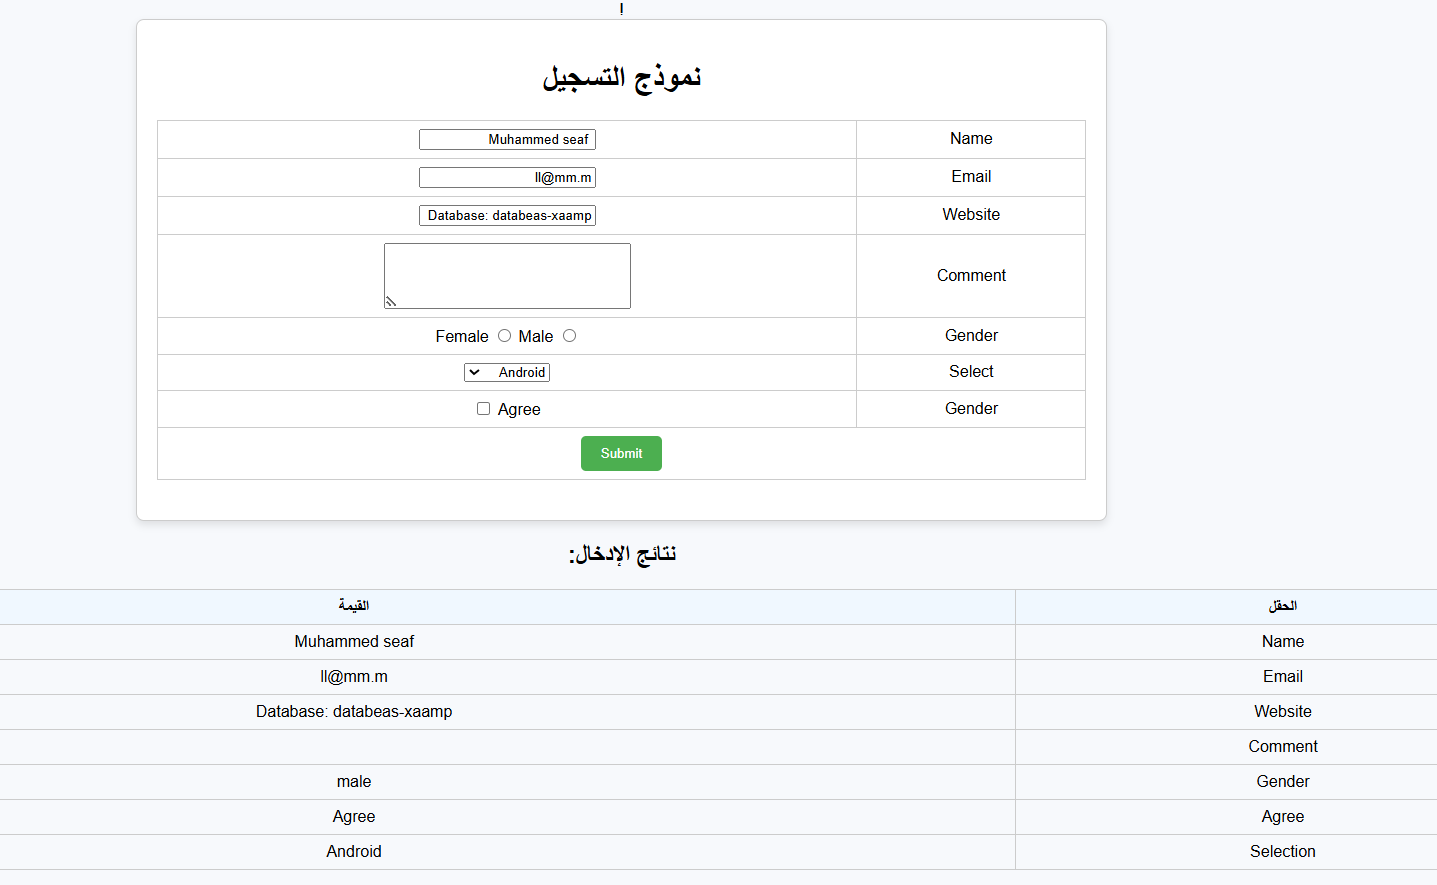 !
نموذج التسجيل
Name Muhammed seaf
Email ll@mm.m
Website Database: databeas-xaamp
Comment
Gender Female Male
Select Android
Gender Agree
Submit
نتائج الإدخال:
الحقل القيمة
Name Muhammed seaf
Email ll@mm.m
Website Database: databeas-xaamp
Comment
Gender male
Agree Agree
Selection Android